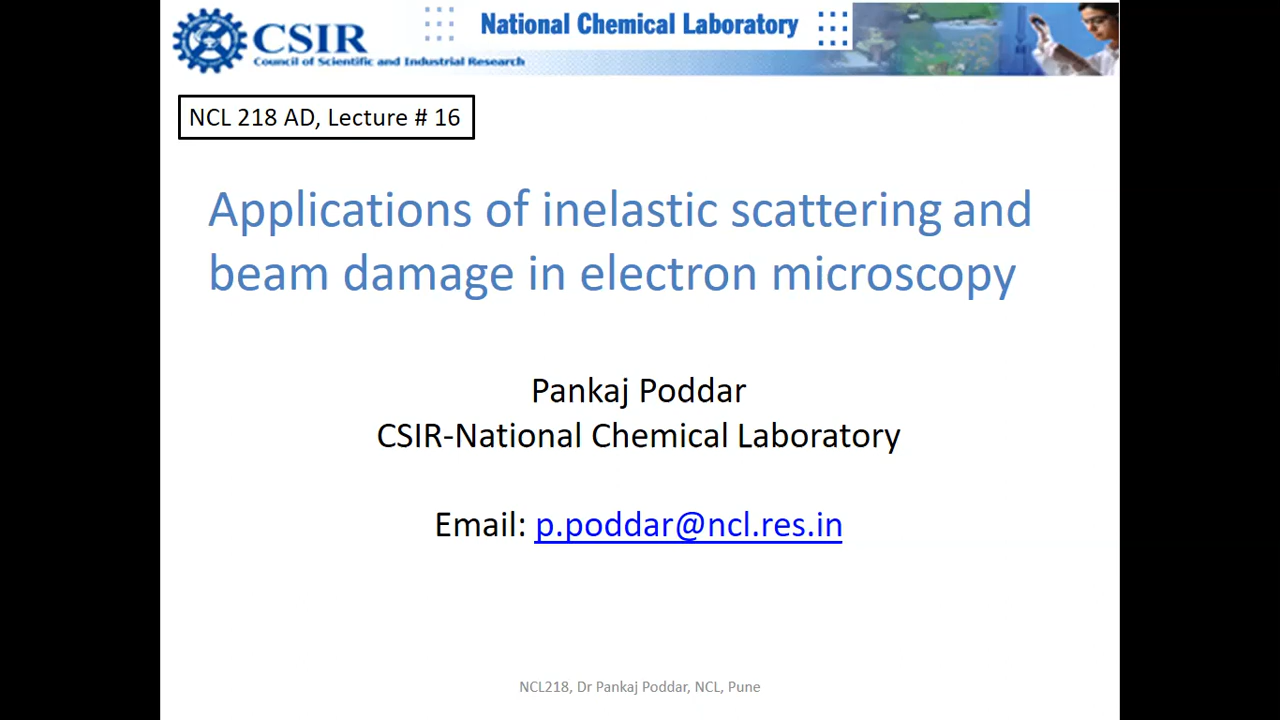 CSIR
Council of Scientific and Industrial Research
National Chemical Laboratory
NCL 218 AD, Lecture # 16
Applications of inelastic scattering and
beam damage in electron microscopy
Pankaj Poddar
CSIR-National Chemical Laboratory
Email: p.poddar@ncl.res.in
NCL218, Dr Pankaj Poddar, NCL, Pune